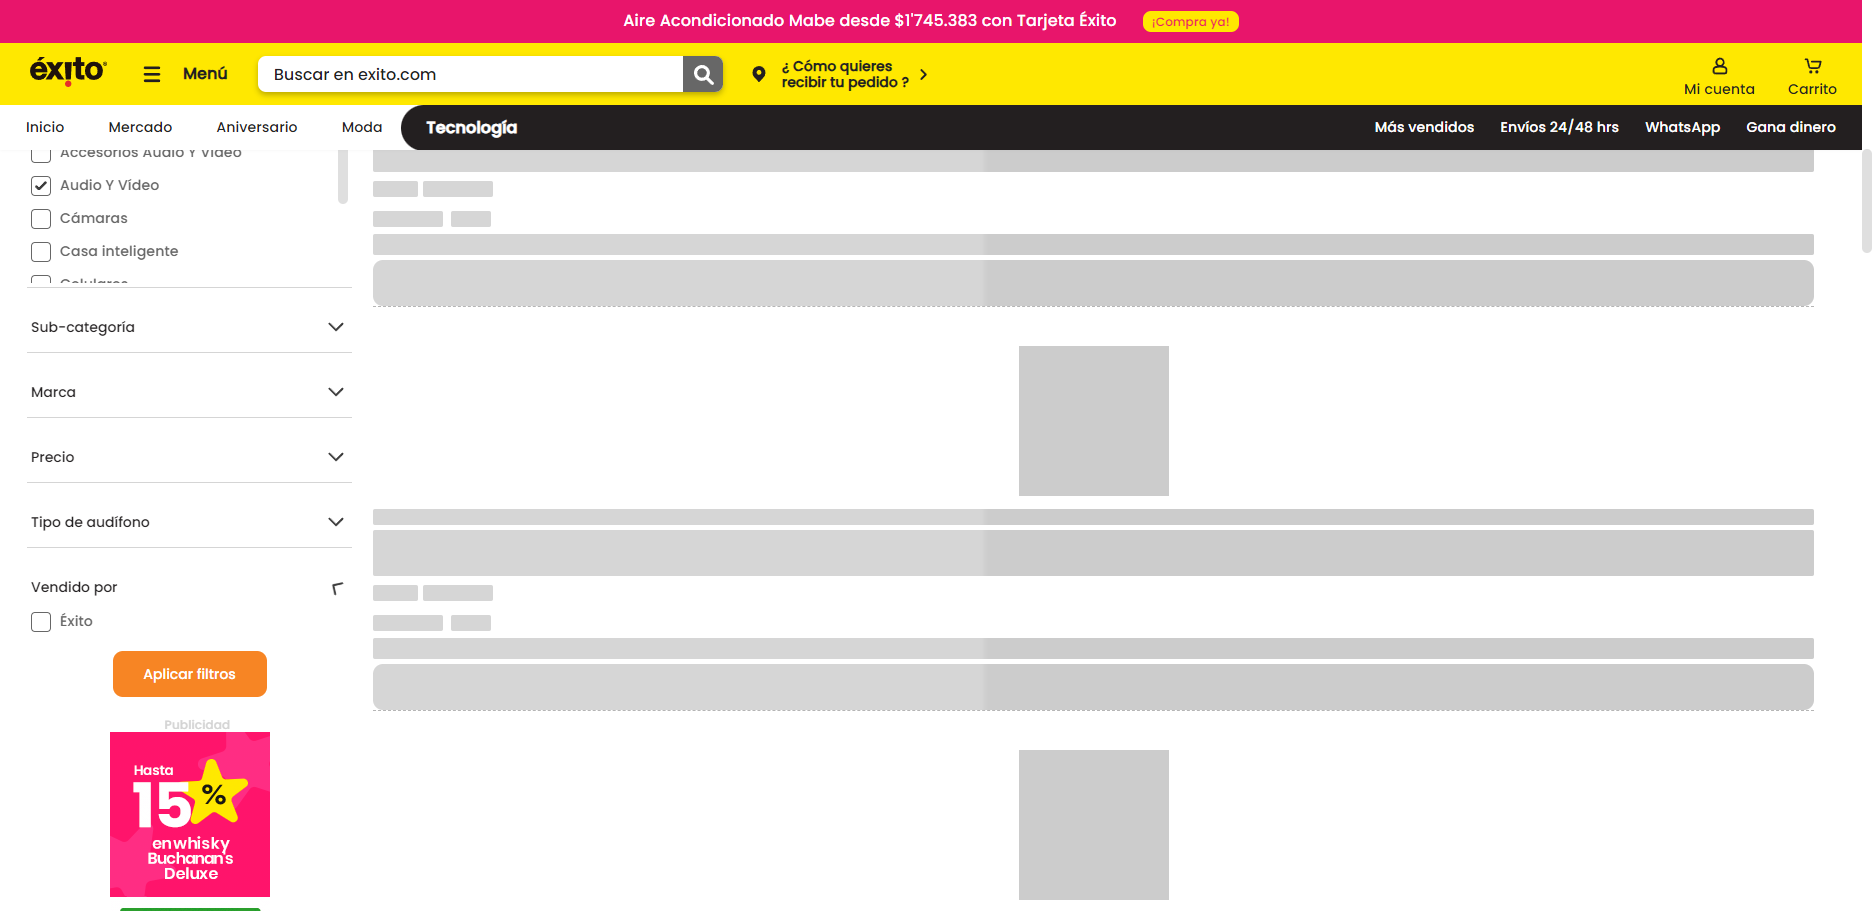 Aire Acondicionado Mabe desde $1'745.383 con Tarjeta Éxito ¡Compra ya!
éxito Menú Buscar en exito.com
¿ Cómo quieres
recibir tu pedido ?
Mi cuenta Carrito
Inicio Mercado Aniversario Moda Tecnología Más vendidos Envíos 24/48 hrs WhatsApp Gana dinero
Accesorios Audio Y Video
Audio Y Vídeo
Cámaras
Casa inteligente
Celulares
Sub-categoría
Marca
Precio
Tipo de audífono
Vendido por
Éxito
Aplicar filtros
Publicidad
Hasta
15%
en whisky
Buchanan's
Deluxe